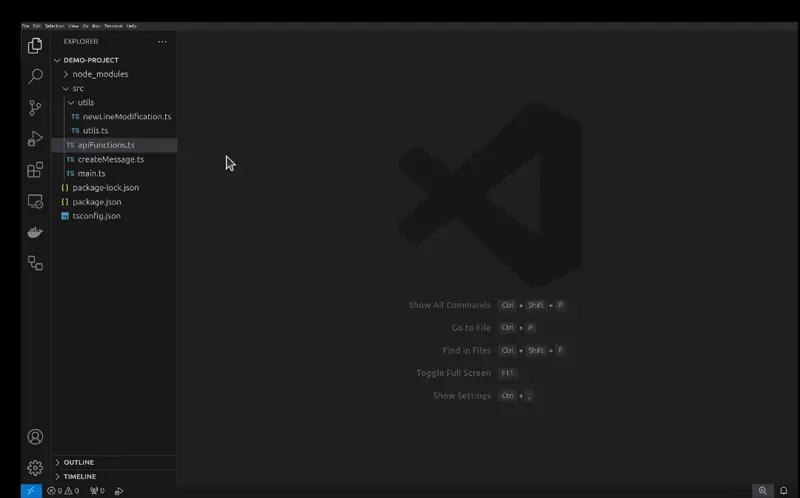 File Edit Selection View Go Run Terminal Help
EXPLORER
DEMO-PROJECT
node_modules
src
utils
TS newLineModification.ts
TS utils.ts
TS apiFunctions.ts
TS createMessage.ts
TS main.ts
{ } package-lock.json
{ } package.json
tsconfig.json
Show All Commands Ctrl + Shift + P
Go to File Ctrl + P
Find in Files Ctrl + Shift + F
Toggle Full Screen F11
Show Settings Ctrl + ,
OUTLINE
TIMELINE
0 0 0